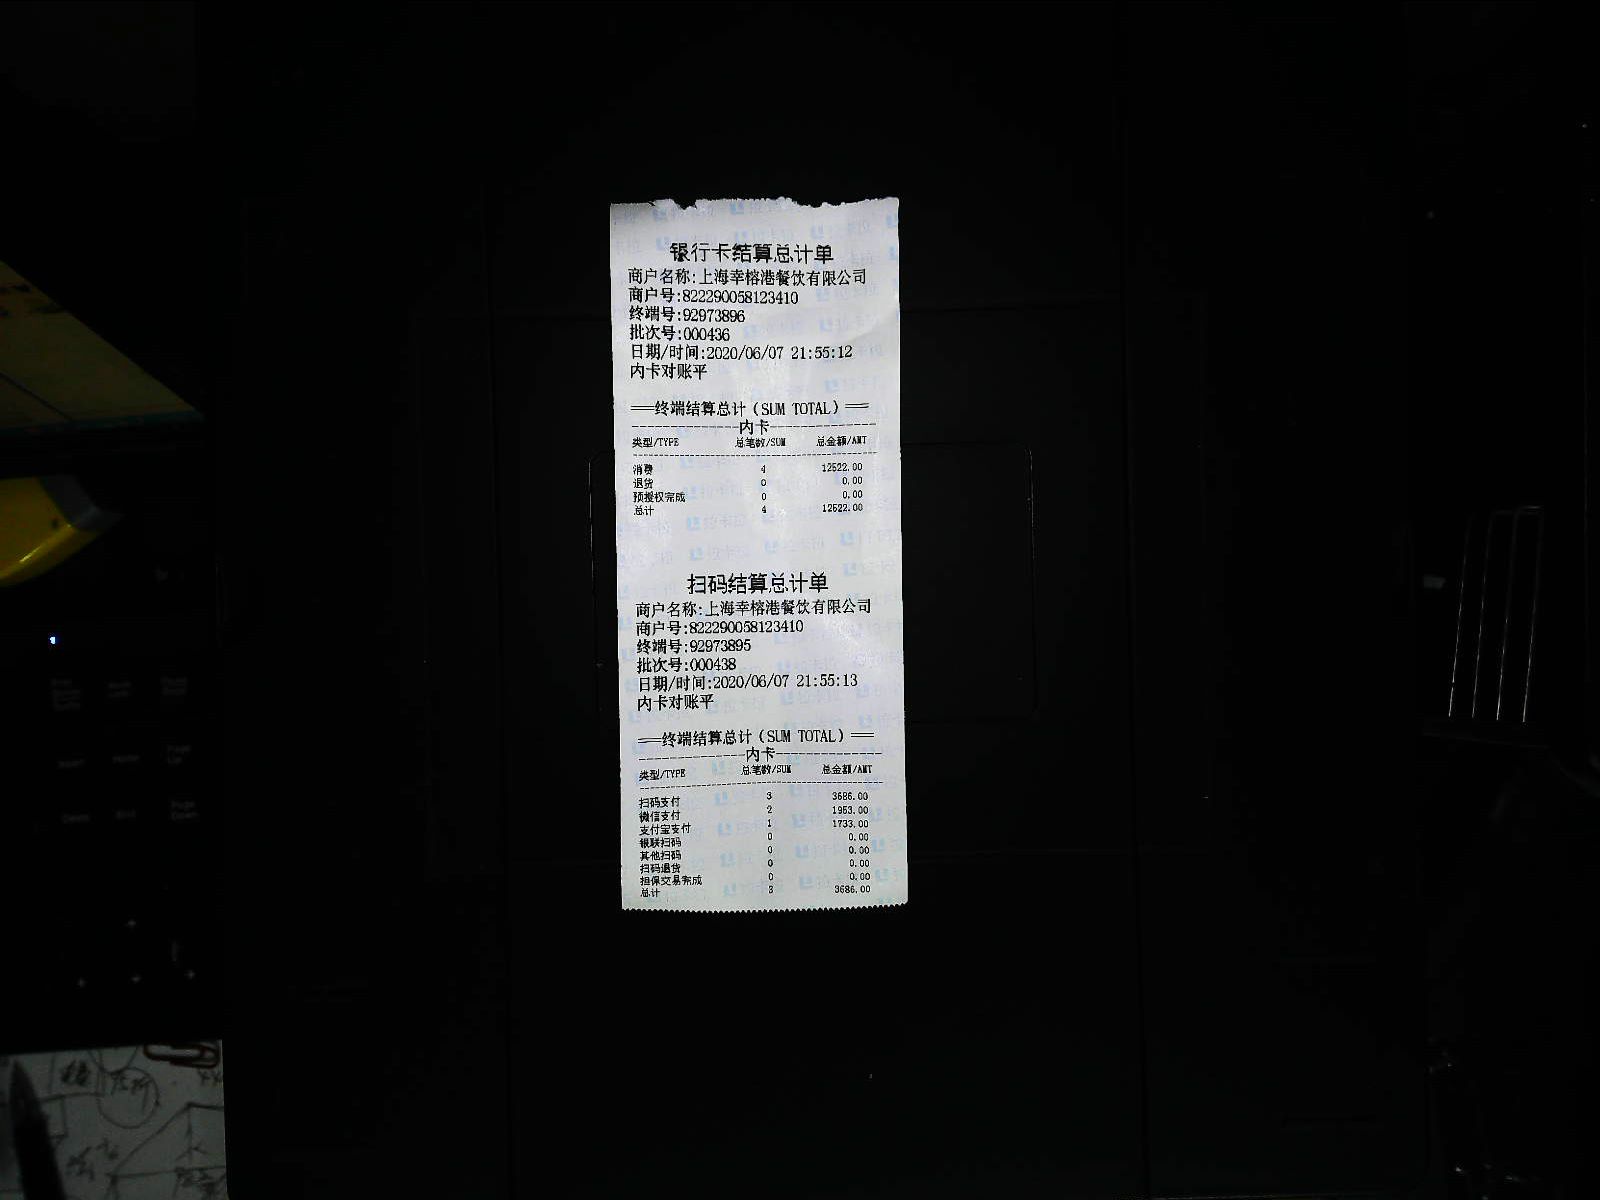 银行卡结算总计单
商户名称:上海幸榕港餐饮有限公司
商户号:822290058123410
终端号:92973896
批次号:000436
日期/时间:2020/06/07 21:55:12
内卡对账平
══终端结算总计(SUM TOTAL)══
----------------内卡----------------
类型/TYPE 总笔数/SUM 总金额/AMT
消费 4 12522.00
退货 0 0.00
预授权完成 0 0.00
总计 4 12522.00
扫码结算总计单
商户名称:上海幸榕港餐饮有限公司
商户号:822290058123410
终端号:92973895
批次号:000438
日期/时间:2020/06/07 21:55:13
内卡对账平
══终端结算总计(SUM TOTAL)══
----------------内卡----------------
类型/TYPE 总笔数/SUM 总金额/AMT
扫码支付 3 3686.00
微信支付 2 1953.00
支付宝支付 1 1733.00
银联扫码 0 0.00
其他扫码 0 0.00
扫码退货 0 0.00
担保交易完成 0 0.00
总计 3 3686.00